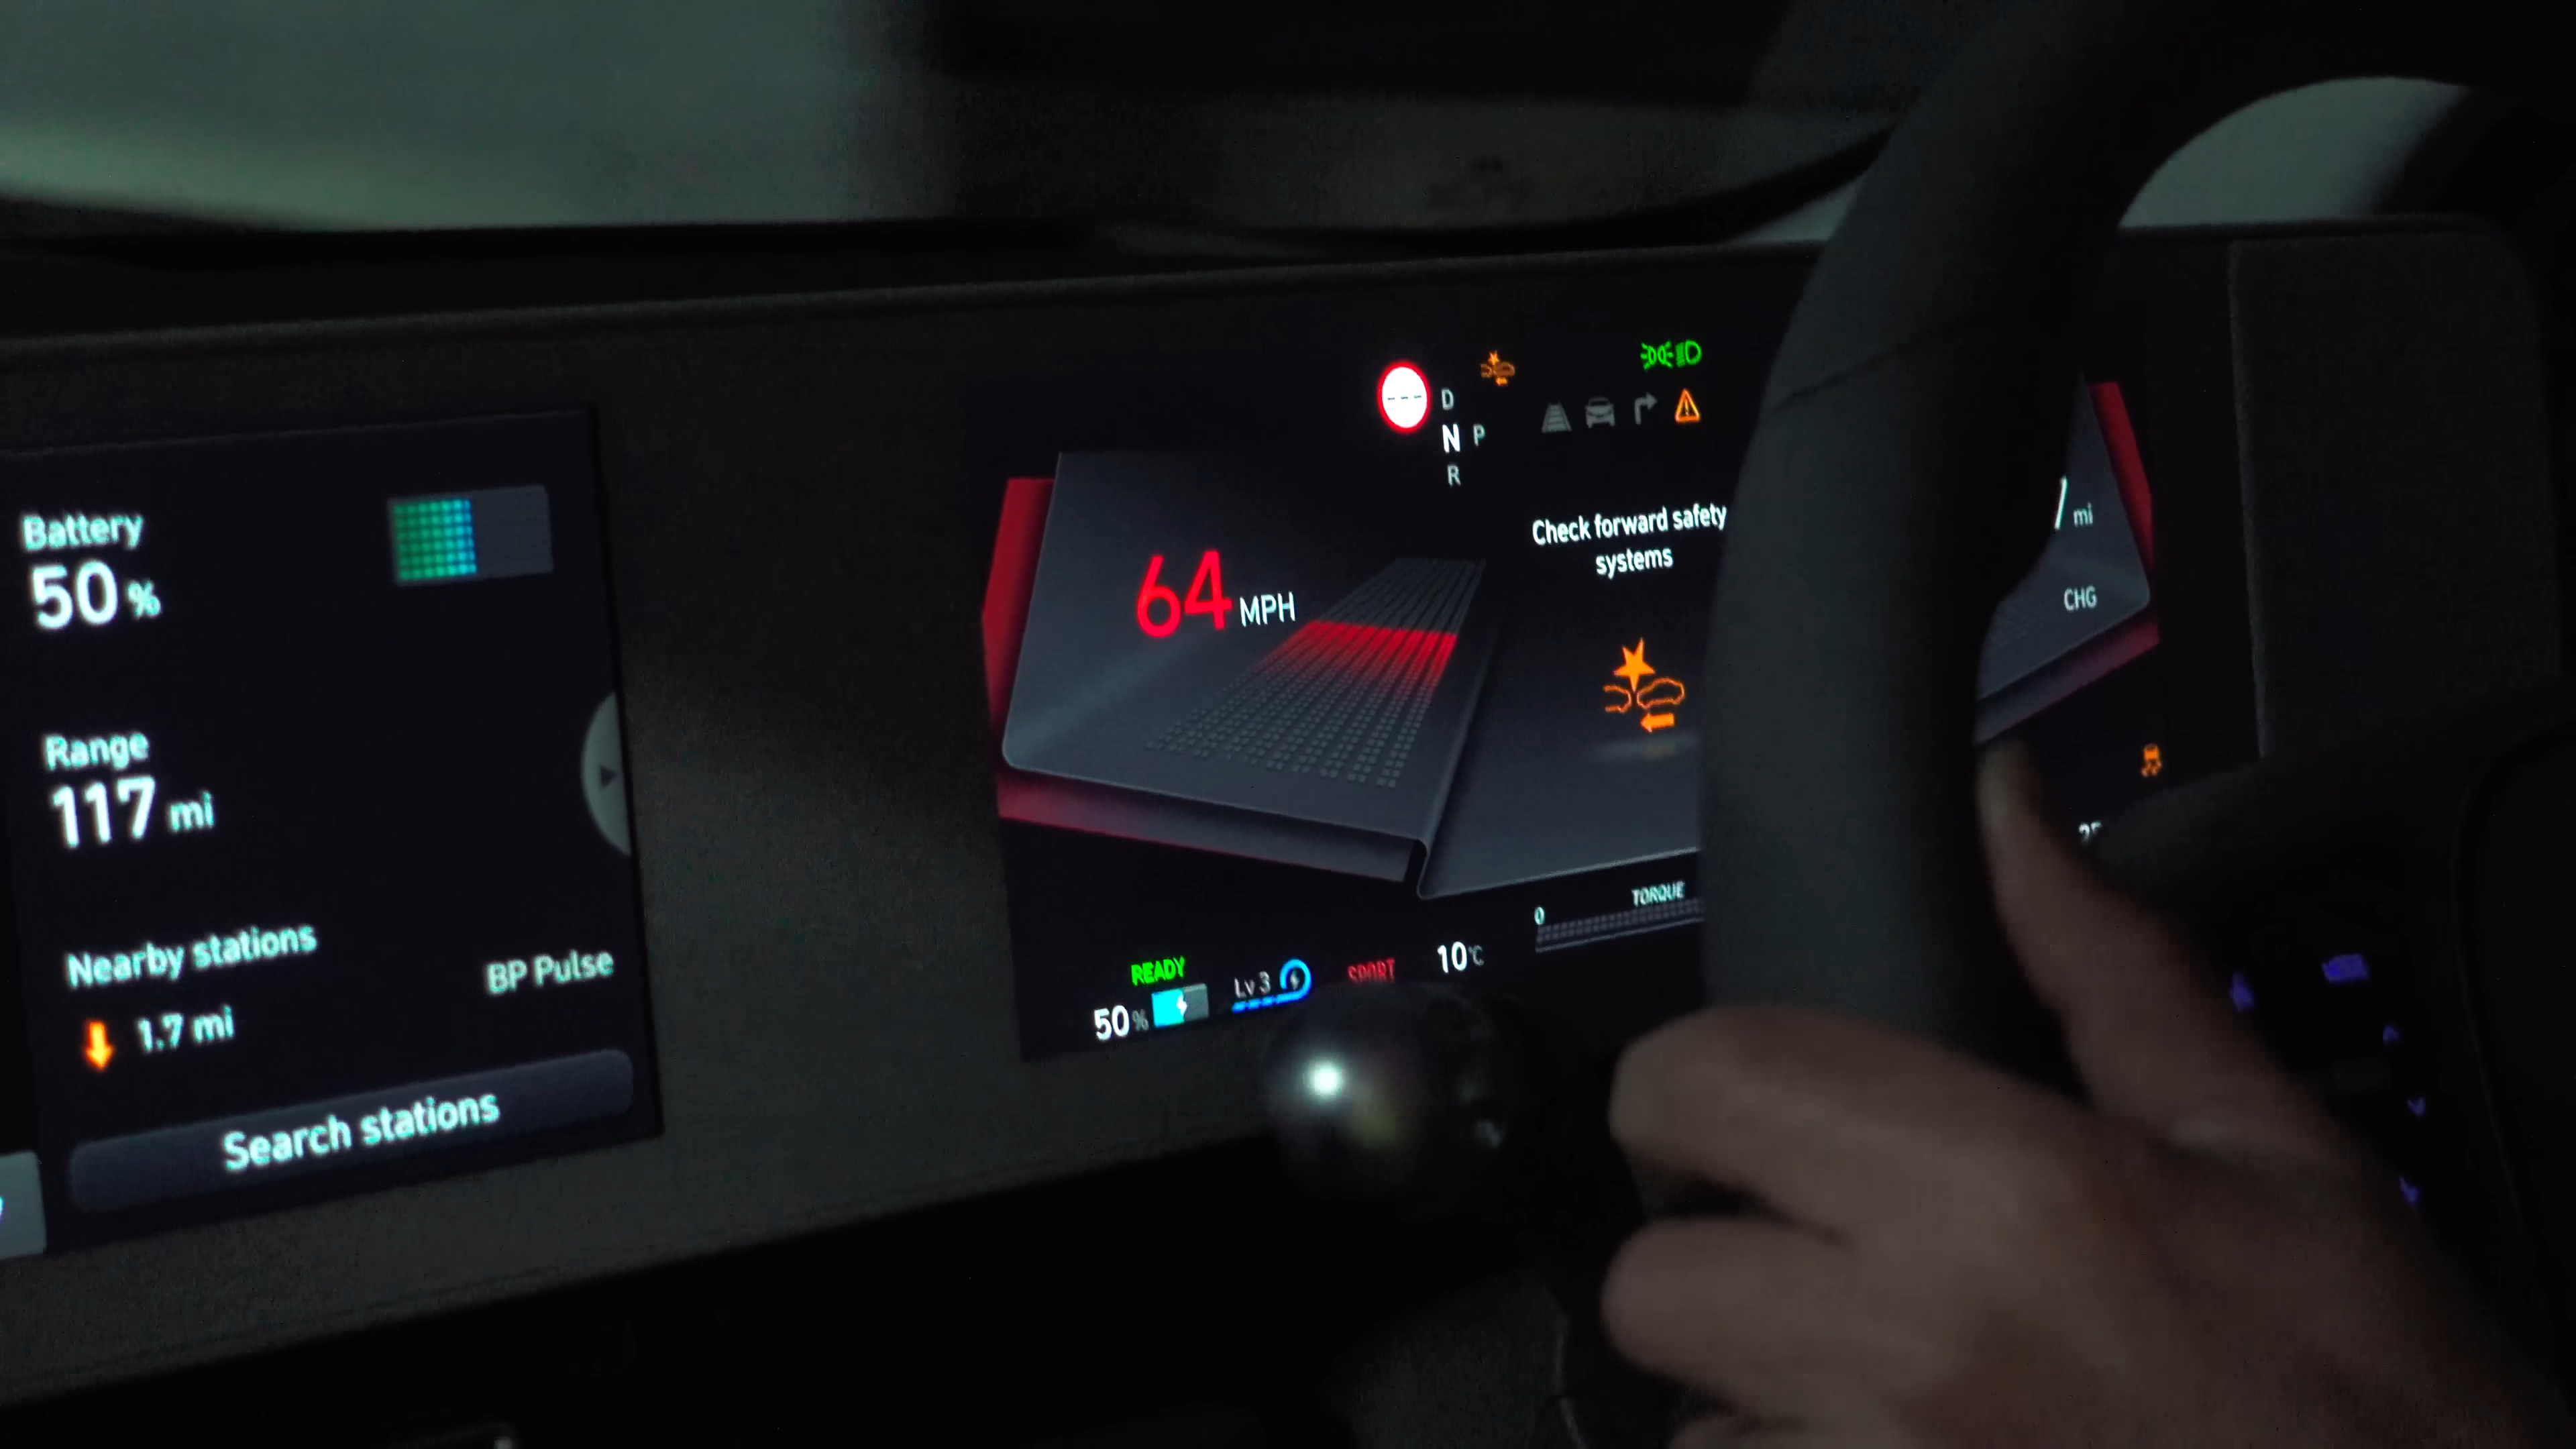 Battery
50 %
Range
117 mi
Nearby stations
BP Pulse
1.7 mi
Search stations
D
N P
R
64 MPH
Check forward safety
systems
TORQUE
0
READY
50 %
Lv 3
SPORT
10 °C
mi
CHG